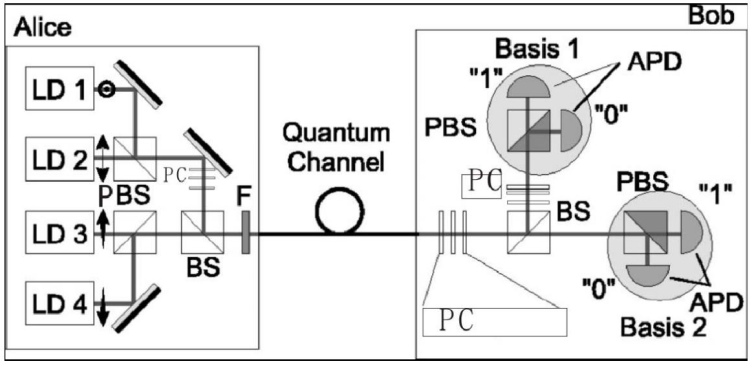 Alice
LD 1
LD 2
PBS
PC
LD 3
LD 4
BS
F
Quantum
Channel
Bob
Basis 1
"1"
APD
"0"
PBS
PC
BS
PBS
"1"
"0"
APD
Basis 2
PC